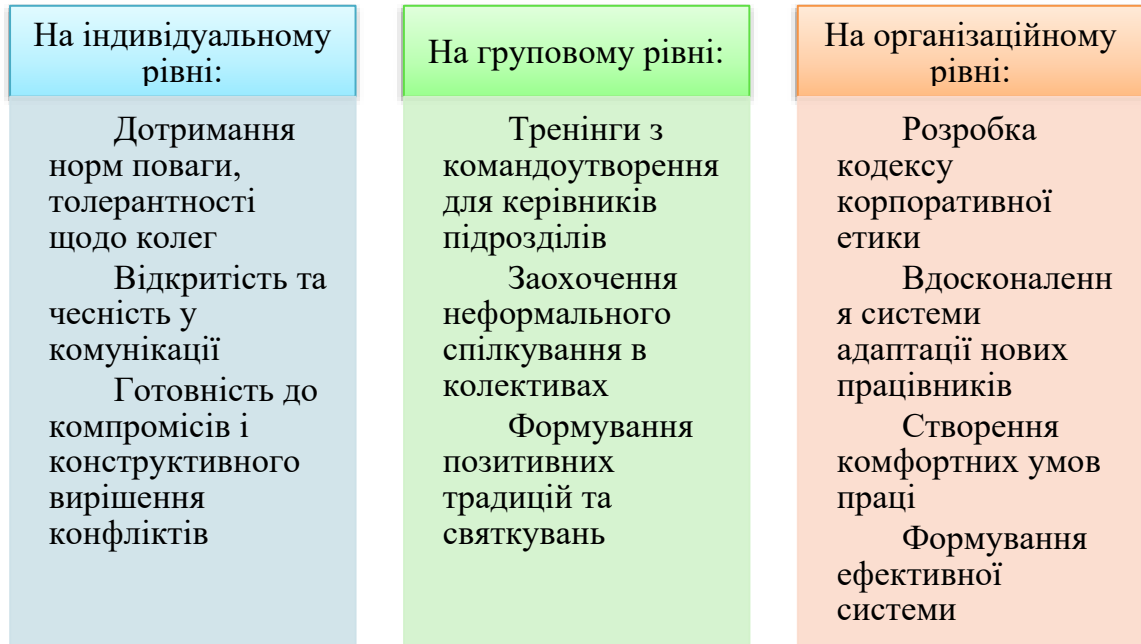 На індивідуальному
рівні:
Дотримання
норм поваги,
толерантності
щодо колег
Відкритість та
чесність у
комунікації
Готовність до
компромісів і
конструктивного
вирішення
конфліктів
На груповому рівні:
Тренінги з
командоутворення
для керівників
підрозділів
Заохочення
неформального
спілкування в
колективах
Формування
позитивних
традицій та
святкувань
На організаційному
рівні:
Розробка
кодексу
корпоративної
етики
Вдосконаленн
я системи
адаптації нових
працівників
Створення
комфортних умов
праці
Формування
ефективної
системи